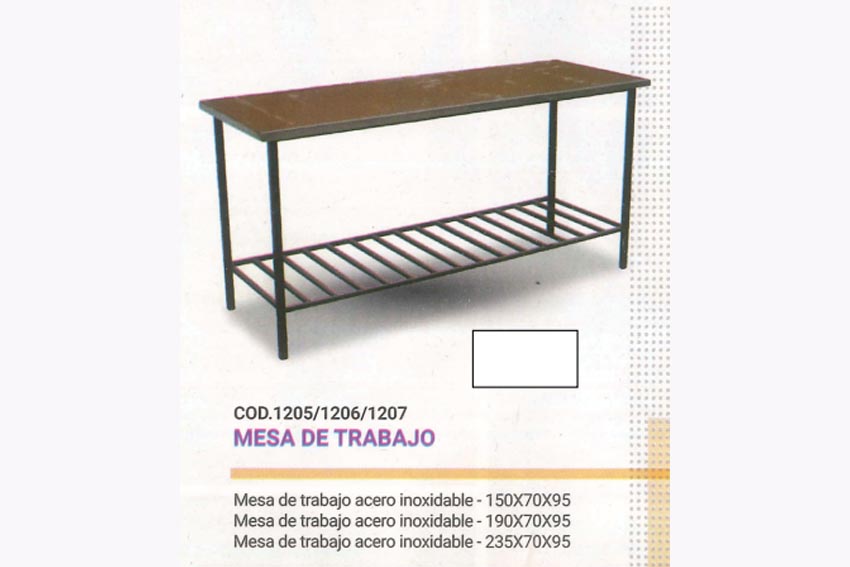 COD.1205/1206/1207
MESA DE TRABAJO
Mesa de trabajo acero inoxidable - 150X70X95
Mesa de trabajo acero inoxidable - 190X70X95
Mesa de trabajo acero inoxidable - 235X70X95